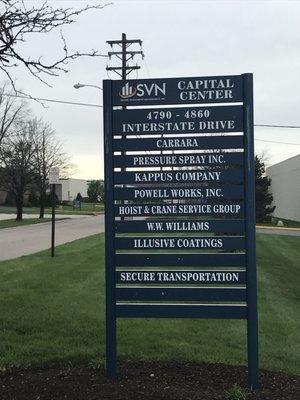 SVN
CAPITAL
CENTER
4790 - 4860
INTERSTATE DRIVE
CARRARA
PRESSURE SPRAY INC.
KAPPUS COMPANY
POWELL WORKS, INC.
HOIST & CRANE SERVICE GROUP
W.W. WILLIAMS
ILLUSIVE COATINGS
SECURE TRANSPORTATION